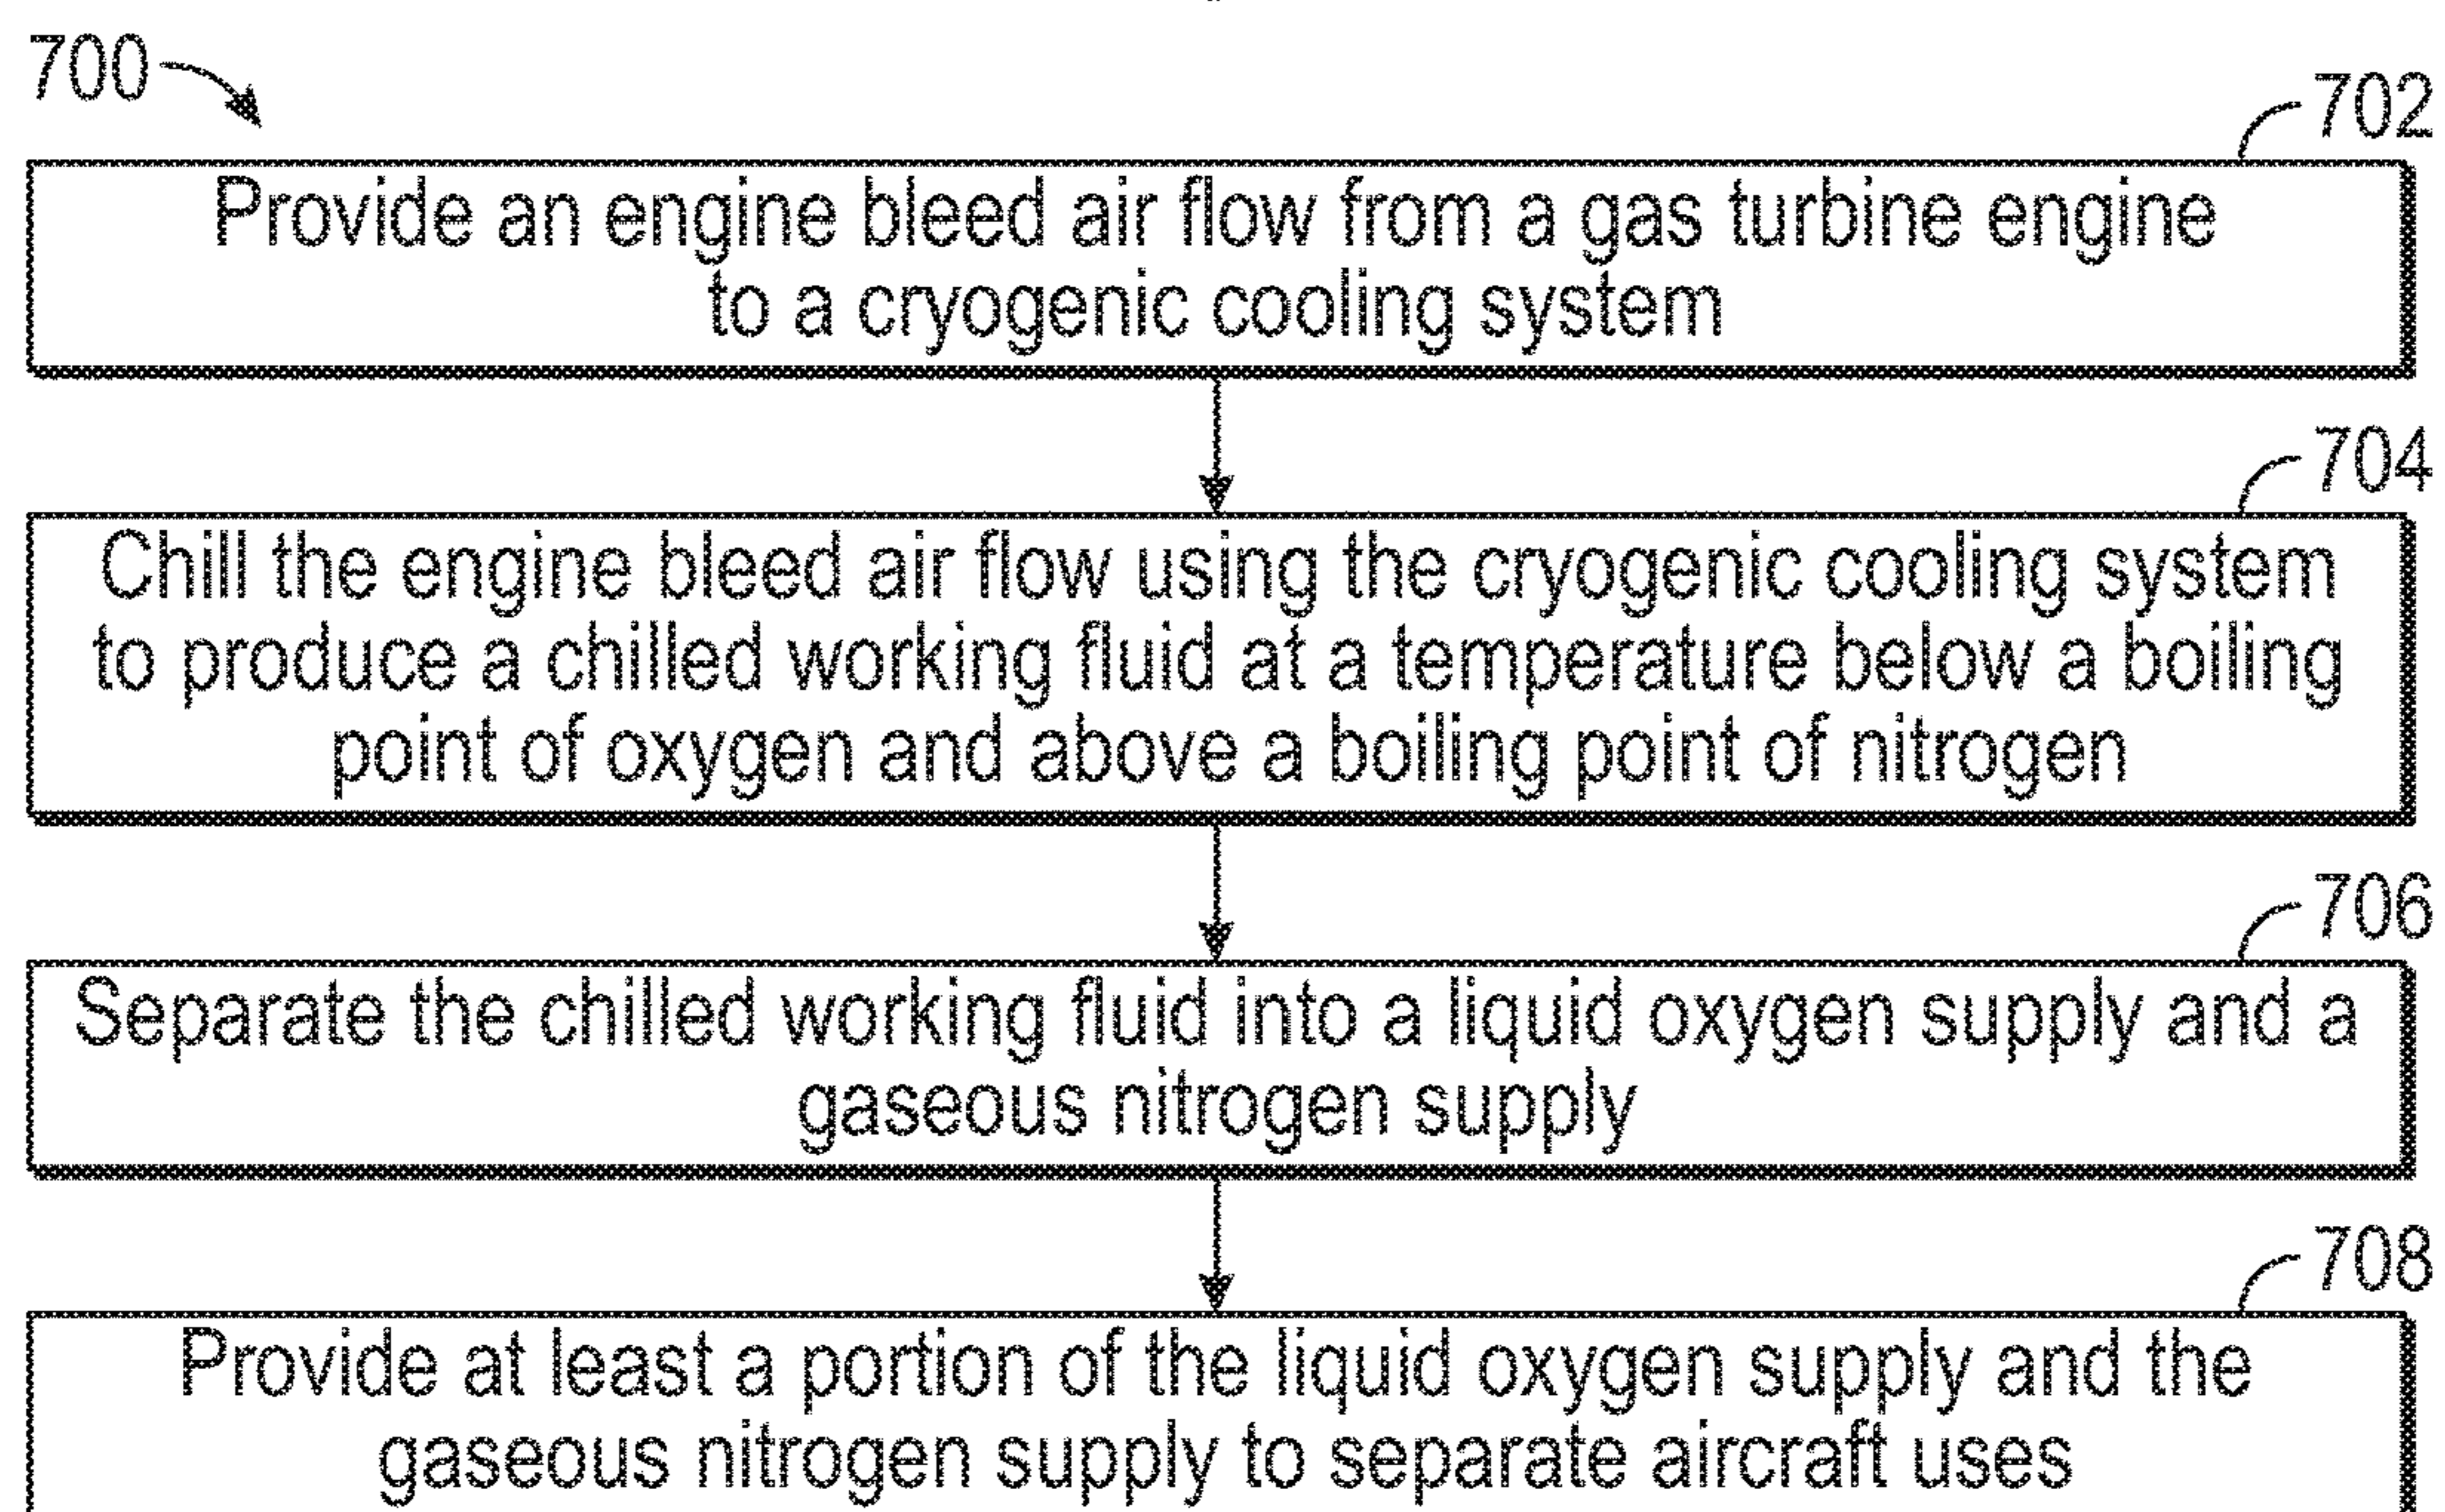 700
702
Provide an engine bleed air flow from a gas turbine engine
to a cryogenic cooling system
704
Chill the engine bleed air flow using the cryogenic cooling system
to produce a chilled working fluid at a temperature below a boiling
point of oxygen and above a boiling point of nitrogen
706
Separate the chilled working fluid into a liquid oxygen supply and a
gaseous nitrogen supply
708
Provide at least a portion of the liquid oxygen supply and the
gaseous nitrogen supply to separate aircraft uses